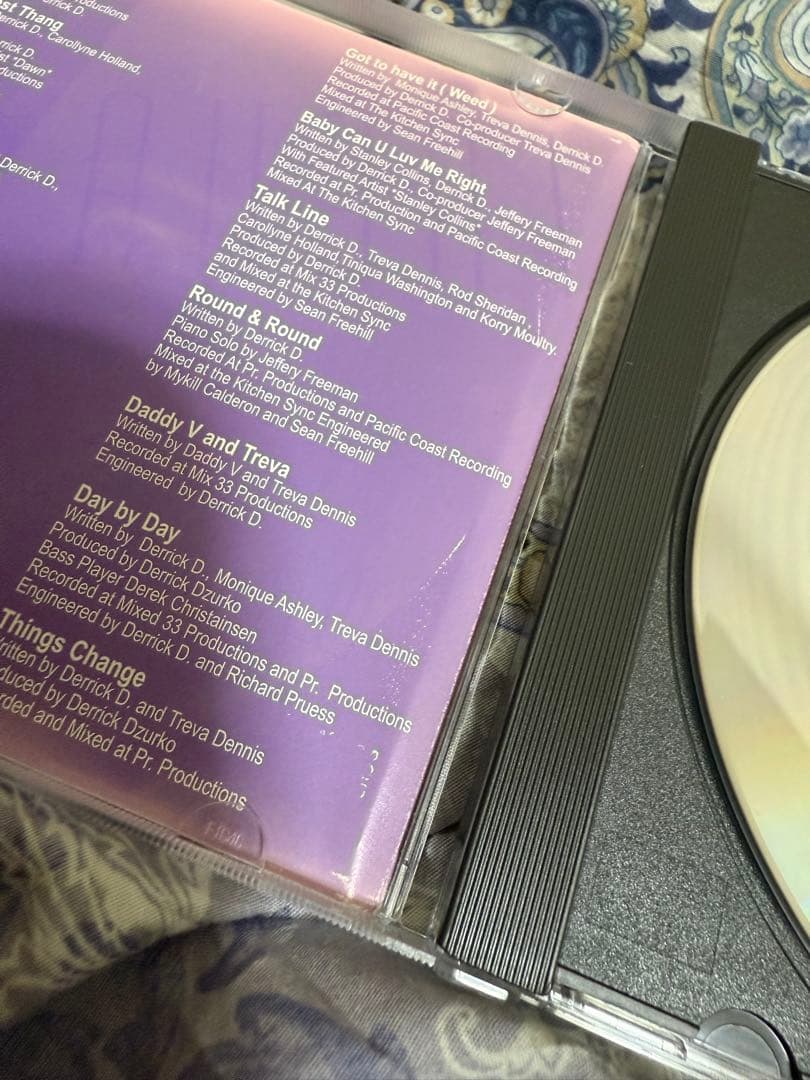 Productions
st Thang
errick D., Carollyne Holland,
rrick D.
ist "Dawn"
ductions
Derrick D.,
Got to have it ( Weed )
Written by Monique Ashley, Treva Dennis, Derrick D.
Produced by Derrick D. Co-producer Treva Dennis
Recorded at Pacific Coast Recording
Mixed at The Kitchen Sync
Engineered by Sean Freehill
Baby Can U Luv Me Right
Written by Stanley Collins, Derrick D., Jeffery Freeman
Produced by Derrick D., Co-producer Jeffery Freeman
With Featured Artist "Stanley Collins"
Recorded at Pr. Production and Pacific Coast Recording
Mixed At The Kitchen Sync
Talk Line
Written by Derrick D., Treva Dennis, Rod Sheridan ,
Carollyne Holland,Tiniqua Washington and Korry Moultry.
Produced by Derrick D.
Recorded at Mix 33 Productions
and Mixed at the Kitchen Sync
Engineered by Sean Freehill
Round & Round
Written by Derrick D.
Piano Solo by Jeffery Freeman
Recorded At Pr. Productions and Pacific Coast Recording
Mixed at the Kitchen Sync Engineered
by Mykill Calderon and Sean Freehill
Daddy V and Treva
Written by Daddy V and Treva Dennis
Recorded at Mix 33 Productions
Engineered by Derrick D.
Day by Day
Written by Derrick D., Monique Ashley, Treva Dennis
Produced by Derrick Dzurko
Bass Player Derek Christainsen
Recorded at Mixed 33 Productions and Pr. Productions
Engineered by Derrick D. and Richard Pruess
Things Change
ritten by Derrick D. and Treva Dennis
duced by Derrick Dzurko
rded and Mixed at Pr. Productions